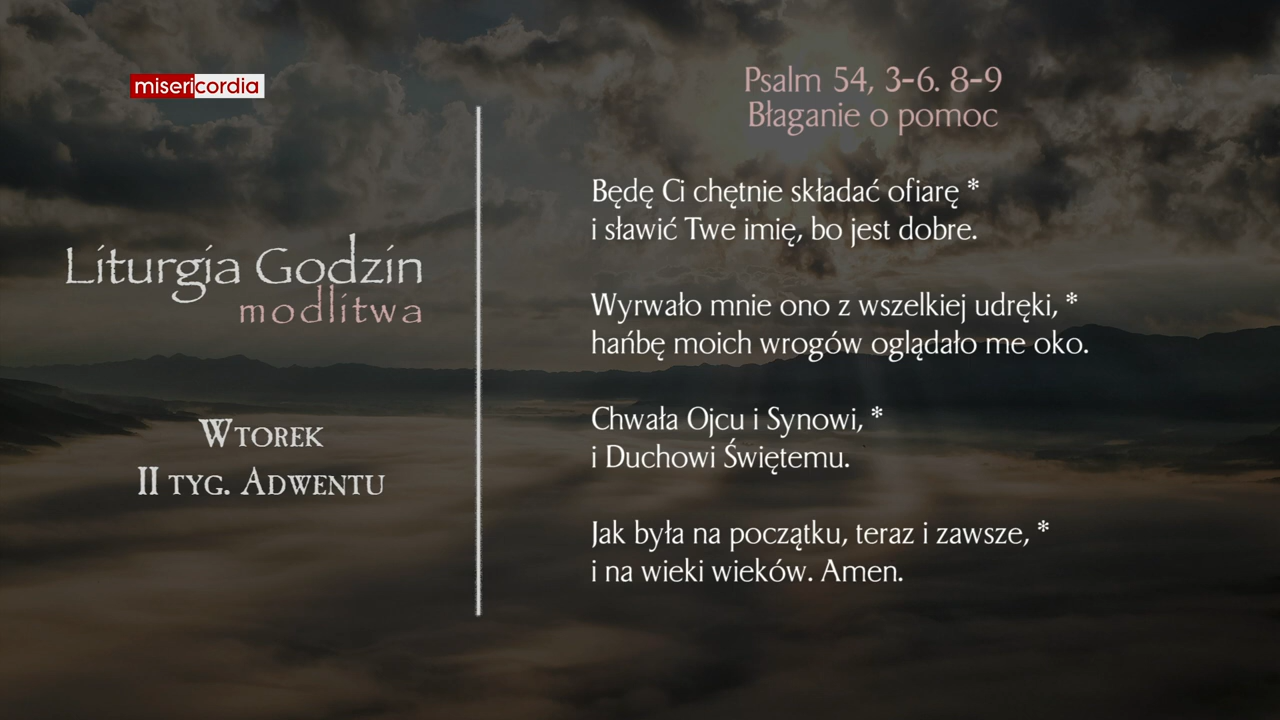 misericordia
Liturgia Godzin
modlitwa
Wtorek
II tyg. Adwentu
Psalm 54, 3-6. 8-9
Błaganie o pomoc
Będę Ci chętnie składać ofiarę *
i sławić Twe imię, bo jest dobre.
Wyrwało mnie ono z wszelkiej udręki, *
hańbę moich wrogów oglądało me oko.
Chwała Ojcu i Synowi, *
i Duchowi Świętemu.
Jak była na początku, teraz i zawsze, *
i na wieki wieków. Amen.